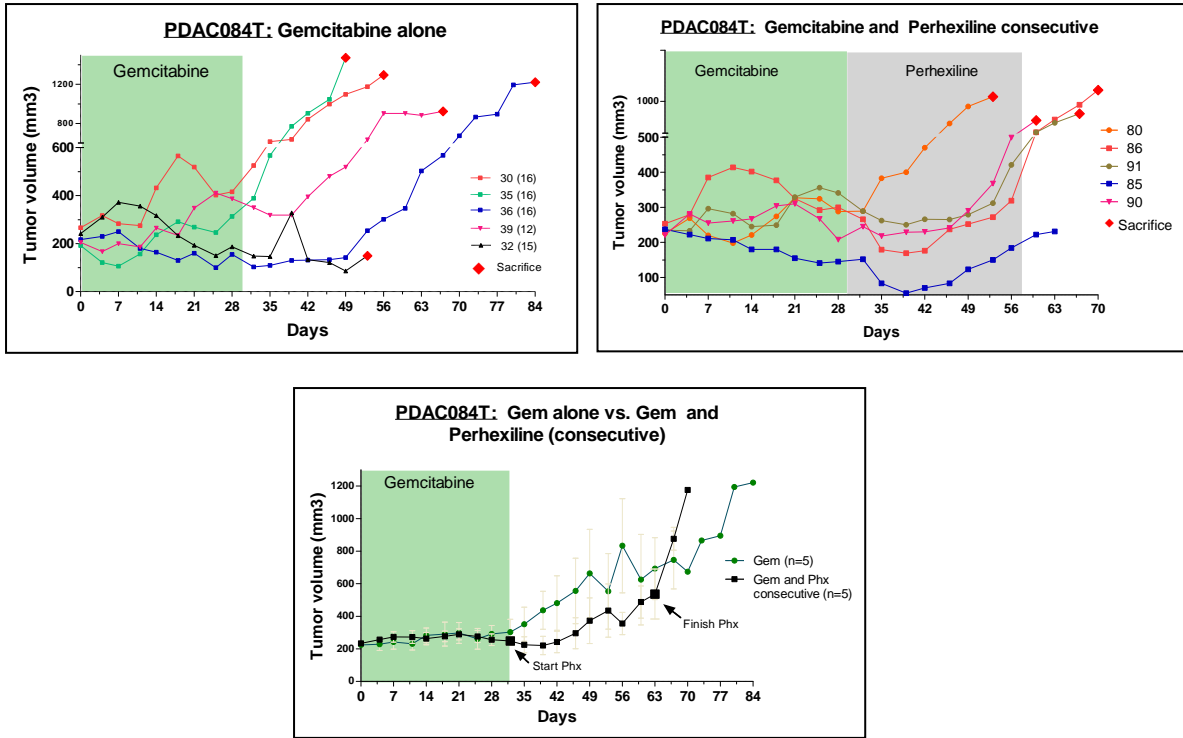 PDAC084T: Gemcitabine alone
Gemcitabine
Tumor volume (mm3)
1200
800
600
400
200
0
0 7 14 21 28 35 42 49 56 63 70 77 84
Days
30 (16)
35 (16)
36 (16)
39 (12)
32 (15)
Sacrifice
PDAC084T: Gemcitabine and Perhexiline consecutive
Gemcitabine
Perhexiline
Tumor volume (mm3)
1000
500
400
300
200
100
0 7 14 21 28 35 42 49 56 63 70
Days
80
86
91
85
90
Sacrifice
PDAC084T: Gem alone vs. Gem and
Perhexiline (consecutive)
Gemcitabine
Tumor volume (mm3)
1200
1000
800
600
400
200
0
0 7 14 21 28 35 42 49 56 63 70 77 84
Days
Start Phx
Finish Phx
Gem (n=5)
Gem and Phx
consecutive (n=5)